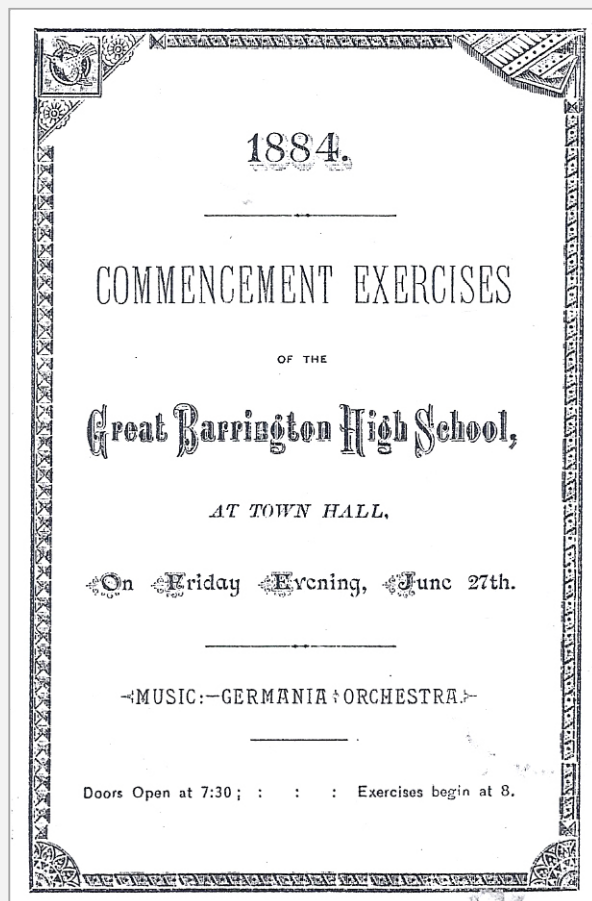 1884.
COMMENCEMENT EXERCISES
OF THE
Great Barrington High School,
AT TOWN HALL,
On Friday Evening, June 27th.
MUSIC:—GERMANIA ORCHESTRA.
Doors Open at 7:30; : : : Exercises begin at 8.